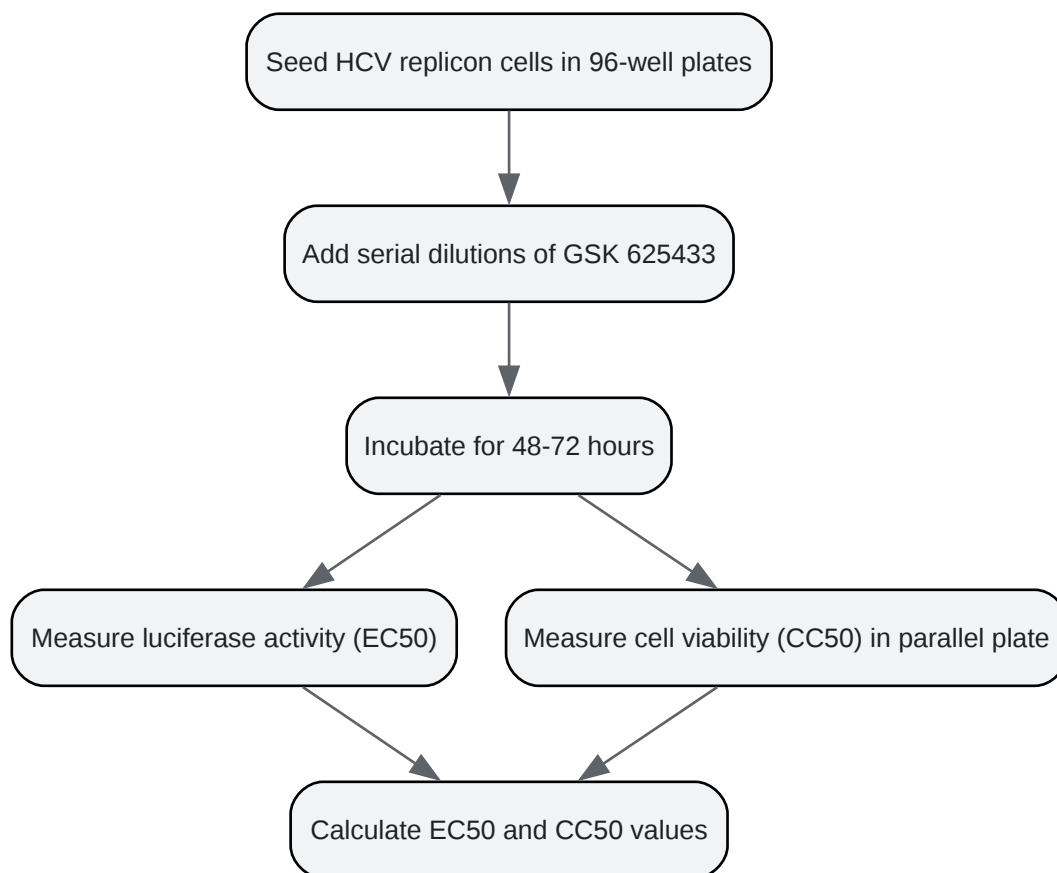 Seed HCV replicon cells in 96-well plates
Add serial dilutions of GSK 625433
Incubate for 48-72 hours
Measure luciferase activity (EC50)
Measure cell viability (CC50) in parallel plate
Calculate EC50 and CC50 values